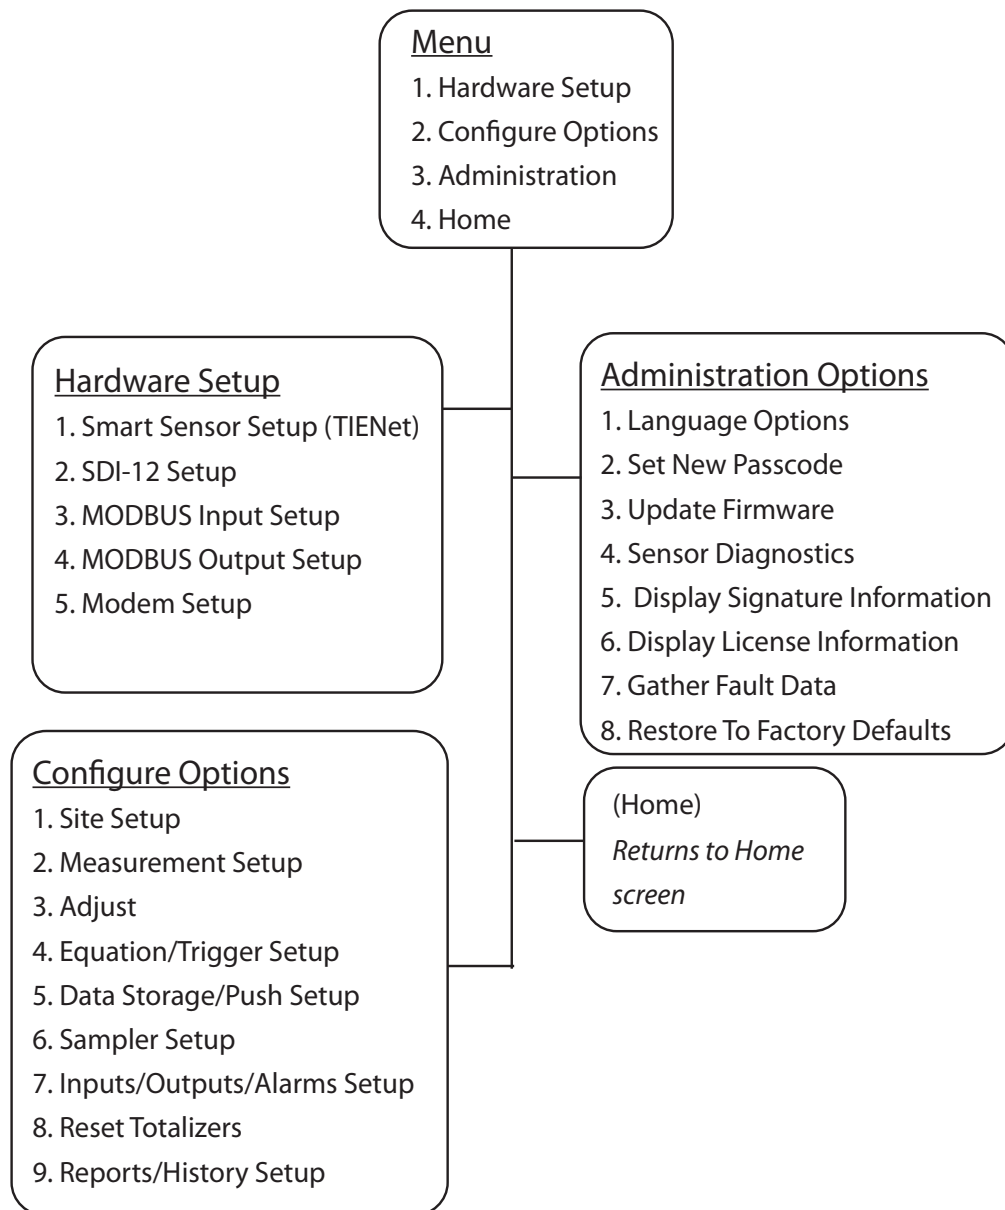 Menu
1. Hardware Setup
2. Configure Options
3. Administration
4. Home
Hardware Setup
1. Smart Sensor Setup (TIENet)
2. SDI-12 Setup
3. MODBUS Input Setup
4. MODBUS Output Setup
5. Modem Setup
Administration Options
1. Language Options
2. Set New Passcode
3. Update Firmware
4. Sensor Diagnostics
5. Display Signature Information
6. Display License Information
7. Gather Fault Data
8. Restore To Factory Defaults
Configure Options
1. Site Setup
2. Measurement Setup
3. Adjust
4. Equation/Trigger Setup
5. Data Storage/Push Setup
6. Sampler Setup
7. Inputs/Outputs/Alarms Setup
8. Reset Totalizers
9. Reports/History Setup
(Home)
Returns to Home
screen